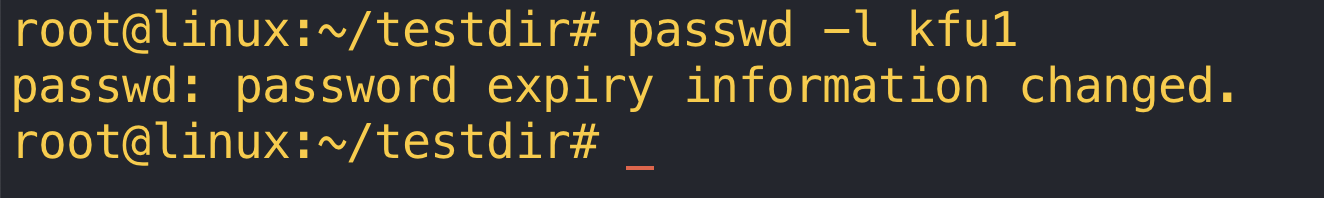 root@linux:~/testdir# passwd -l kfu1
passwd: password expiry information changed.
root@linux:~/testdir# _